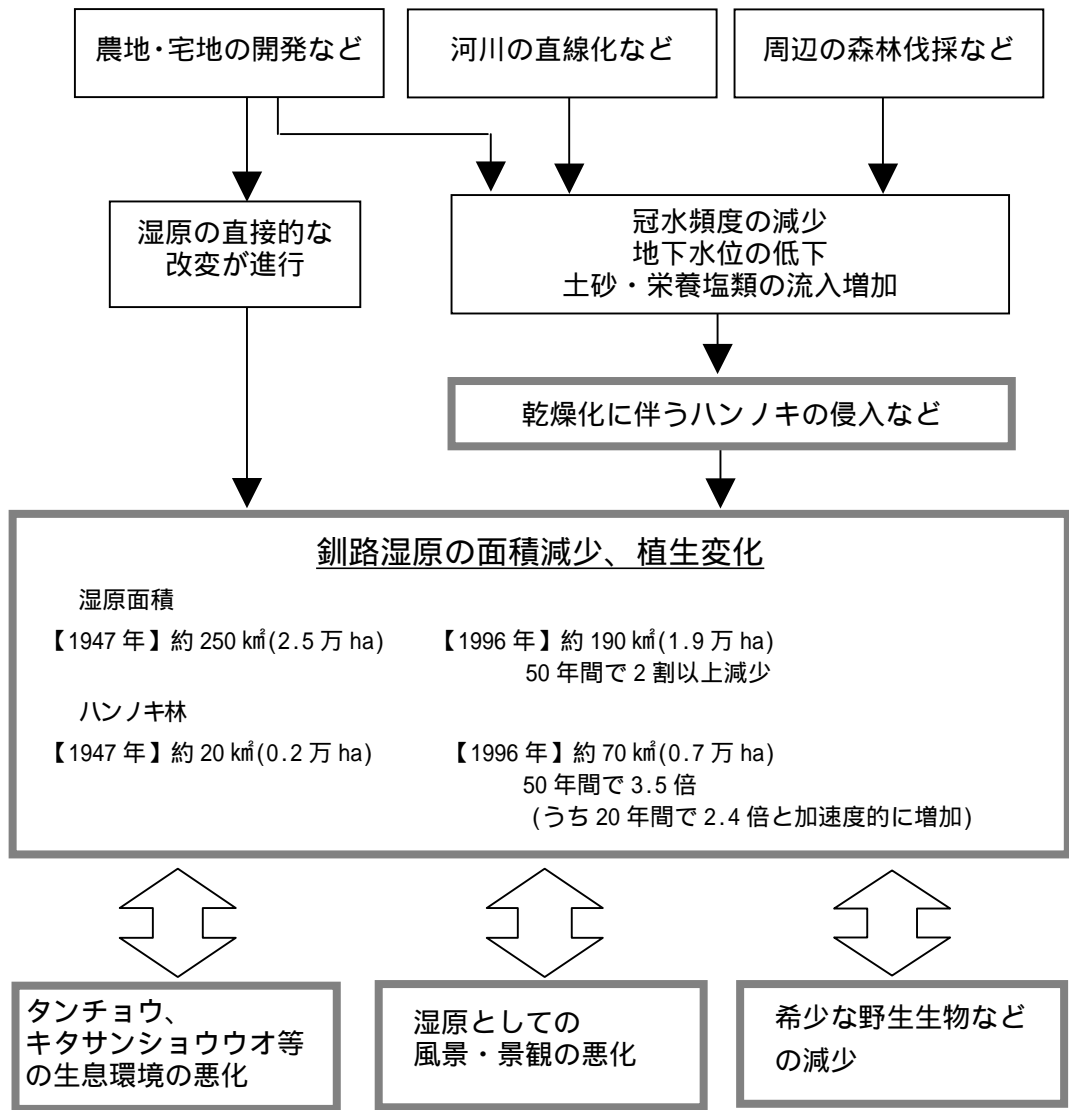 農地・宅地の開発など
河川の直線化など
周辺の森林伐採など
湿原の直接的な
改変が進行
冠水頻度の減少
地下水位の低下
土砂・栄養塩類の流入増加
乾燥化に伴うハンノキの侵入など
釧路湿原の面積減少、植生変化
湿原面積
【1947 年】約 250 ㎢(2.5 万 ha)
【1996 年】約 190 ㎢(1.9 万 ha)
50 年間で 2 割以上減少
ハンノキ林
【1947 年】約 20 ㎢(0.2 万 ha)
【1996 年】約 70 ㎢(0.7 万 ha)
50 年間で 3.5 倍
(うち 20 年間で 2.4 倍と加速度的に増加)
タンチョウ、
キタサンショウウオ等
の生息環境の悪化
湿原としての
風景・景観の悪化
希少な野生生物など
の減少